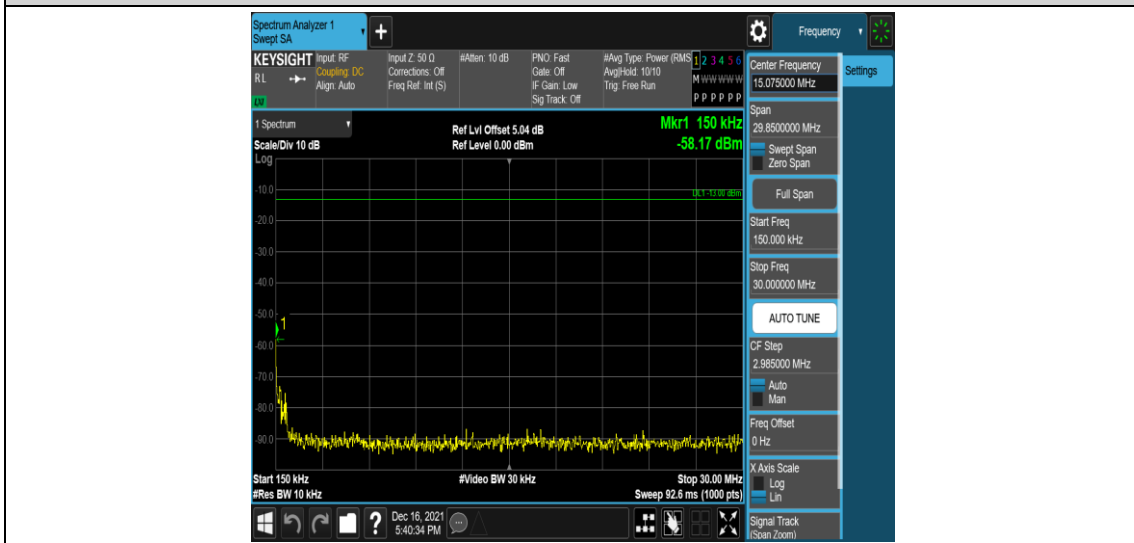 Spectrum Analyzer 1
Swept SA
Frequency
KEYSIGHT
RL
Input: RF
Coupling: DC
Align: Auto
Input Z: 50 Ω
Corrections: Off
Freq Ref: Int (S)
#Atten: 10 dB
PNO: Fast
Gate: Off
IF Gain: Low
Sig Track: Off
#Avg Type: Power (RMS
Avg|Hold: 10/10
Trig: Free Run
1 2 3 4 5 6
M W W W W W
P P P P P P
1 Spectrum
Scale/Div 10 dB
Ref Lvl Offset 5.04 dB
Ref Level 0.00 dBm
Mkr1 150 kHz
-58.17 dBm
Log
DL1 -13.00 dBm
-10.0
-20.0
-30.0
-40.0
-50.0
1
-60.0
-70.0
-80.0
-90.0
Start 150 kHz
#Res BW 10 kHz
#Video BW 30 kHz
Stop 30.00 MHz
Sweep 92.6 ms (1000 pts)
Dec 16, 2021
5:40:34 PM
Center Frequency
15.075000 MHz
Settings
Span
29.8500000 MHz
Swept Span
Zero Span
Full Span
Start Freq
150.000 kHz
Stop Freq
30.000000 MHz
AUTO TUNE
CF Step
2.985000 MHz
Auto
Man
Freq Offset
0 Hz
X Axis Scale
Log
Lin
Signal Track
(Span Zoom)